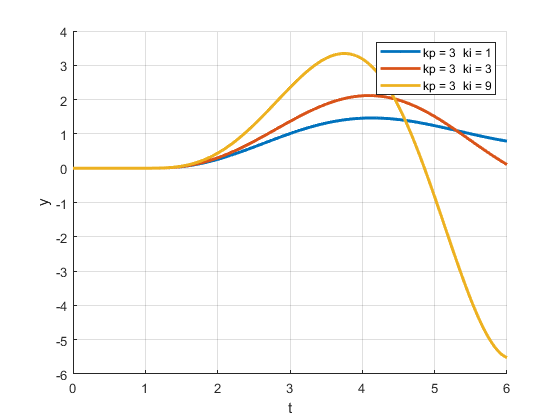 4
3
2
1
0
-1
-2
-3
-4
-5
-6
y
kp = 3 ki = 1
kp = 3 ki = 3
kp = 3 ki = 9
0 1 2 3 4 5 6
t